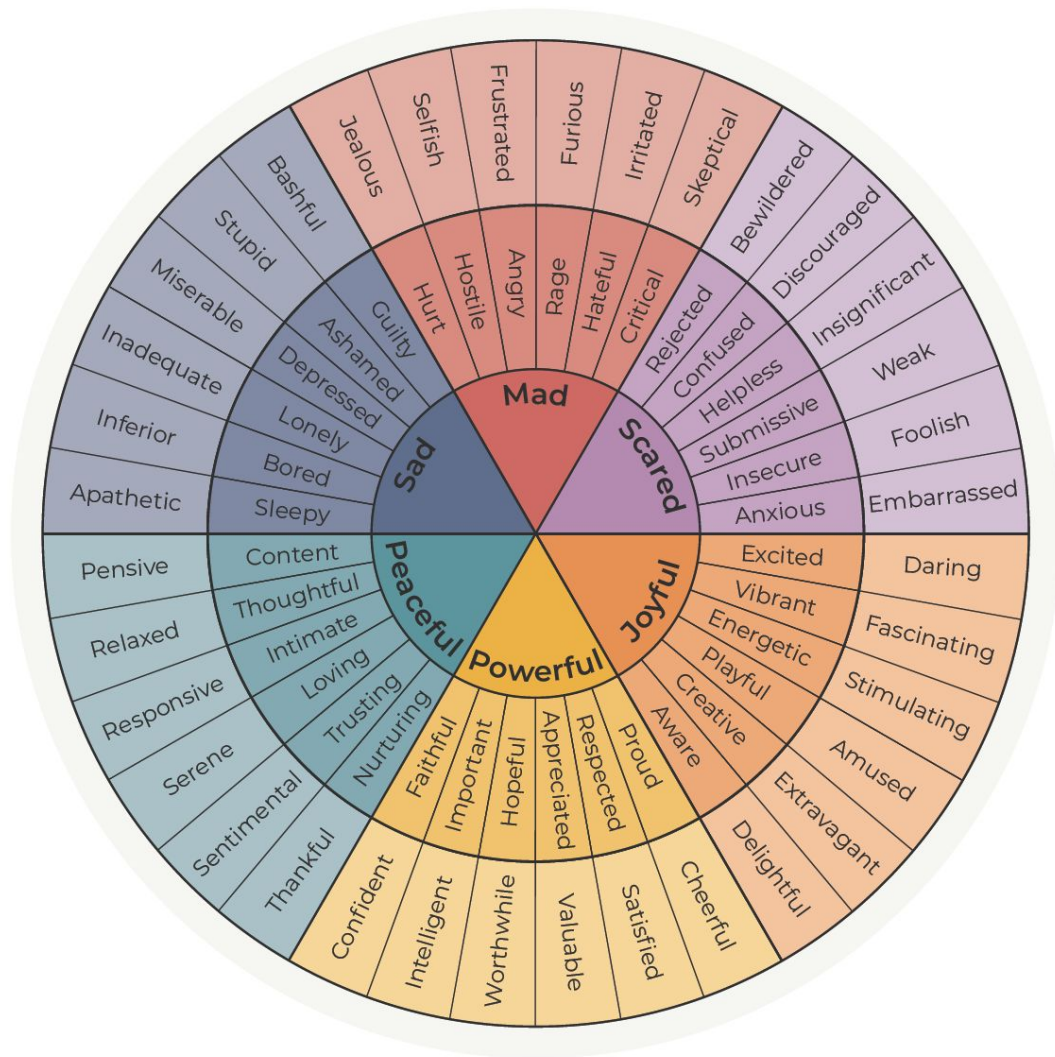 Mad
Scared
Joyful
Powerful
Peaceful
Sad
Hurt
Hostile
Angry
Rage
Hateful
Critical
Rejected
Confused
Helpless
Submissive
Insecure
Anxious
Excited
Vibrant
Energetic
Playful
Creative
Aware
Proud
Respected
Appreciated
Hopeful
Important
Faithful
Nurturing
Trusting
Loving
Intimate
Thoughtful
Content
Sleepy
Bored
Lonely
Depressed
Ashamed
Guilty
Jealous
Selfish
Frustrated
Furious
Irritated
Skeptical
Bewildered
Discouraged
Insignificant
Weak
Foolish
Embarrassed
Daring
Fascinating
Stimulating
Amused
Extravagant
Delightful
Cheerful
Satisfied
Valuable
Worthwhile
Intelligent
Confident
Thankful
Sentimental
Serene
Responsive
Relaxed
Pensive
Apathetic
Inferior
Inadequate
Miserable
Stupid
Bashful